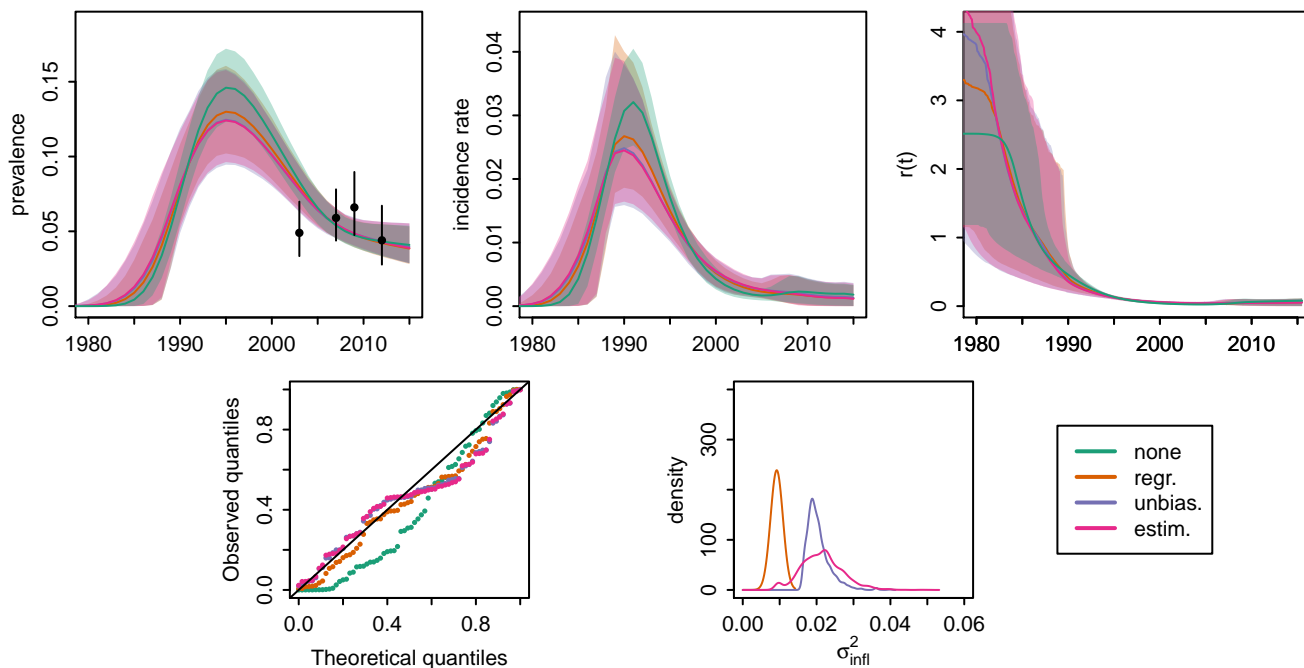 prevalence
0.00 0.05 0.10 0.15
1980 1990 2000 2010
incidence rate
0.00 0.01 0.02 0.03 0.04
1980 1990 2000 2010
r(t)
0 1 2 3 4
1980 1990 2000 2010
Observed quantiles
0.0 0.4 0.8
0.0 0.4 0.8
Theoretical quantiles
density
0 100 300
0.00 0.02 0.04 0.06
σ²infl
none
regr.
unbias.
estim.